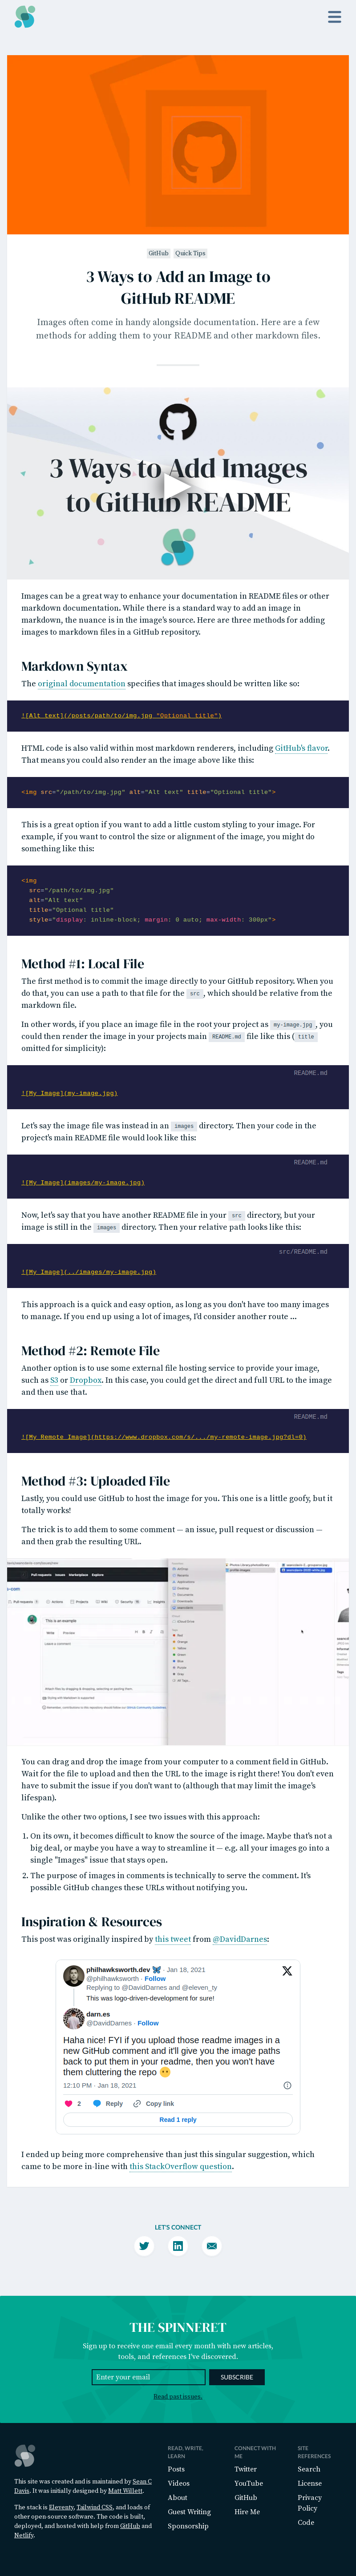 GitHub Quick Tips
3 Ways to Add an Image to
GitHub README
Images often come in handy alongside documentation. Here are a few
methods for adding them to your README and other markdown files.
3 Ways to Add an Images
to GitHub README
Images can be a great way to enhance your documentation in README files or other
markdown documentation. While there is a standard way to add an image in
markdown, the nuance is in the image's source. Here are three methods for adding
images to markdown files in a GitHub repository.
Markdown Syntax
The original documentation specifies that images should be written like so:
![Alt text](/posts/path/to/img.jpg "Optional title")
HTML code is also valid within most markdown renderers, including GitHub's flavor.
That means you could also render an the image above like this:
<img src="/path/to/img.jpg" alt="Alt text" title="Optional title">
This is a great option if you want to add a little custom styling to your image. For
example, if you want to control the size or alignment of the image, you might do
something like this:
<img
src="/path/to/img.jpg"
alt="Alt text"
title="Optional title"
style="display: inline-block; margin: 0 auto; max-width: 300px">
Method #1: Local File
The first method is to commit the image directly to your GitHub repository. When you
do that, you can use a path to that file for the src, which should be relative from the
markdown file.
In other words, if you place an image file in the root your project as my-image.jpg, you
could then render the image in your projects main README.md file like this (title
omitted for simplicity):
README.md
![My Image](my-image.jpg)
Let's say the image file was instead in an images directory. Then your code in the
project's main README file would look like this:
README.md
![My Image](images/my-image.jpg)
Now, let's say that you have another README file in your src directory, but your
image is still in the images directory. Then your relative path looks like this:
src/README.md
![My Image](../images/my-image.jpg)
This approach is a quick and easy option, as long as you don't have too many images
to manage. If you end up using a lot of images, I'd consider another route ...
Method #2: Remote File
Another option is to use some external file hosting service to provide your image,
such as S3 or Dropbox. In this case, you could get the direct and full URL to the image
and then use that.
README.md
![My Remote Image](https://www.dropbox.com/s/.../my-remote-image.jpg?dl=0)
Method #3: Uploaded File
Lastly, you could use GitHub to host the image for you. This one is a little goofy, but it
totally works!
The trick is to add them to some comment — an issue, pull request or discussion —
and then grab the resulting URL.
You can drag and drop the image from your computer to a comment field in GitHub.
Wait for the file to upload and then the URL to the image is right there! You don't even
have to submit the issue if you don't want to (although that may limit the image's
lifespan).
Unlike the other two options, I see two issues with this approach:
1. On its own, it becomes difficult to know the source of the image. Maybe that's not a
big deal, or maybe you have a way to streamline it — e.g. all your images go into a
single "Images" issue that stays open.
2. The purpose of images in comments is technically to serve the comment. It's
possible GitHub changes these URLs without notifying you.
Inspiration & Resources
This post was originally inspired by this tweet from @DavidDarnes:
philhawksworth.dev 🦋 · Jan 18, 2021
@philhawksworth · Follow
Replying to @DavidDarnes and @eleven_ty
This was logo-driven-development for sure!
darn.es
@DavidDarnes · Follow
Haha nice! FYI if you upload those readme images in a
new GitHub comment and it'll give you the image paths
back to put them in your readme, then you won't have
them cluttering the repo 😬
12:10 PM · Jan 18, 2021
2 Reply Copy link
Read 1 reply
I ended up being more comprehensive than just this singular suggestion, which
came to be more in-line with this StackOverflow question.
LET'S CONNECT
THE SPINNERET
Sign up to receive one email every month with new articles,
tools, and references I've discovered.
Enter your email SUBSCRIBE
Read past issues.
This site was created and is maintained by Sean C
Davis. It was initially designed by Matt Willett.
The stack is Eleventy, Tailwind CSS, and loads of
other open-source software. The code is built,
deployed, and hosted with help from GitHub and
Netlify.
READ, WRITE,
LEARN
Posts
Videos
About
Guest Writing
Sponsorship
CONNECT WITH
ME
Twitter
YouTube
GitHub
Hire Me
SITE
REFERENCES
Search
License
Privacy
Policy
Code